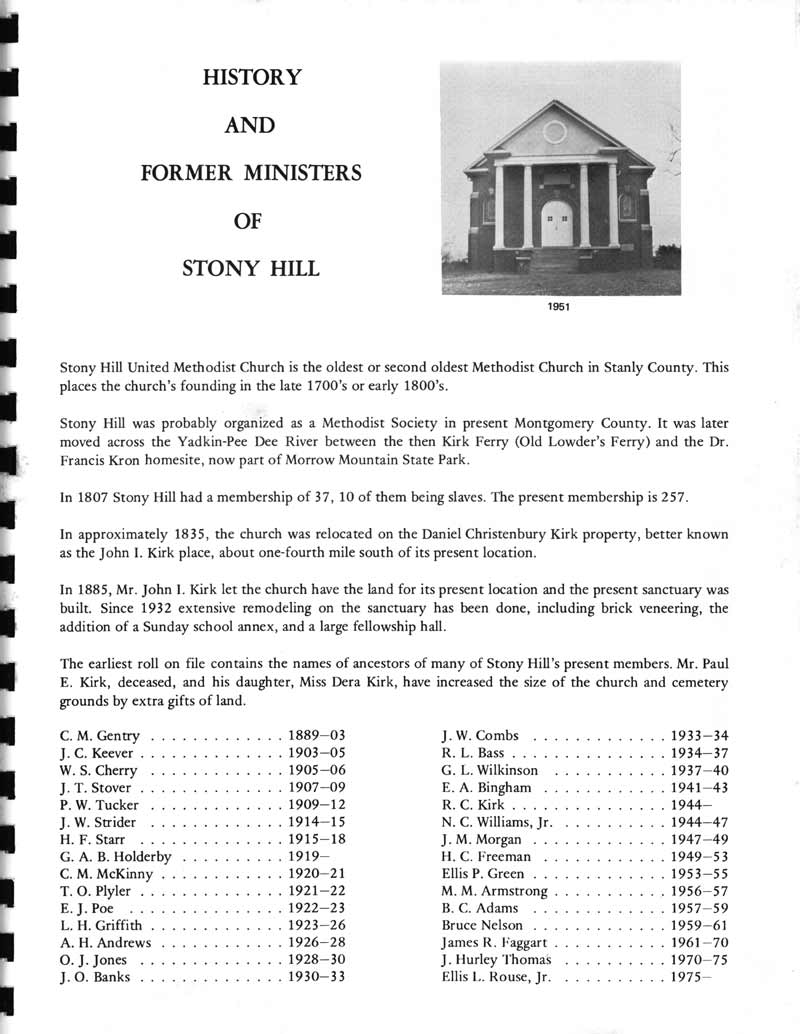 HISTORY
AND
FORMER MINISTERS
OF
STONY HILL
1951
Stony Hill United Methodist Church is the oldest or second oldest Methodist Church in Stanly County. This
places the church's founding in the late 1700's or early 1800's.
Stony Hill was probably organized as a Methodist Society in present Montgomery County. It was later
moved across the Yadkin-Pee Dee River between the then Kirk Ferry (Old Lowder's Ferry) and the Dr.
Francis Kron homesite, now part of Morrow Mountain State Park.
In 1807 Stony Hill had a membership of 37, 10 of them being slaves. The present membership is 257.
In approximately 1835, the church was relocated on the Daniel Christenbury Kirk property, better known
as the John I. Kirk place, about one-fourth mile south of its present location.
In 1885, Mr. John I. Kirk let the church have the land for its present location and the present sanctuary was
built. Since 1932 extensive remodeling on the sanctuary has been done, including brick veneering, the
addition of a Sunday school annex, and a large fellowship hall.
The earliest roll on file contains the names of ancestors of many of Stony Hill's present members. Mr. Paul
E. Kirk, deceased, and his daughter, Miss Dera Kirk, have increased the size of the church and cemetery
grounds by extra gifts of land.
C. M. Gentry . . . . . . . . . . . . . 1889—03
J. C. Keever . . . . . . . . . . . . . . 1903—05
W. S. Cherry . . . . . . . . . . . . . 1905—06
J. T. Stover . . . . . . . . . . . . . . 1907—09
P. W. Tucker . . . . . . . . . . . . . 1909—12
J. W. Strider . . . . . . . . . . . . . 1914—15
H. F. Starr . . . . . . . . . . . . . . 1915—18
G. A. B. Holderby . . . . . . . . . . 1919—
C. M. McKinny . . . . . . . . . . . . 1920—21
T. O. Plyler . . . . . . . . . . . . . . 1921—22
E. J. Poe . . . . . . . . . . . . . . . 1922—23
L. H. Griffith . . . . . . . . . . . . . 1923—26
A. H. Andrews . . . . . . . . . . . . 1926—28
O. J. Jones . . . . . . . . . . . . . . 1928—30
J. O. Banks . . . . . . . . . . . . . . 1930—33
J. W. Combs . . . . . . . . . . . . . 1933—34
R. L. Bass . . . . . . . . . . . . . . . 1934—37
G. L. Wilkinson . . . . . . . . . . . 1937—40
E. A. Bingham . . . . . . . . . . . . 1941—43
R. C. Kirk . . . . . . . . . . . . . . . 1944—
N. C. Williams, Jr. . . . . . . . . . . 1944—47
J. M. Morgan . . . . . . . . . . . . . 1947—49
H. C. Freeman . . . . . . . . . . . . 1949—53
Ellis P. Green . . . . . . . . . . . . . 1953—55
M. M. Armstrong . . . . . . . . . . . 1956—57
B. C. Adams . . . . . . . . . . . . . 1957—59
Bruce Nelson . . . . . . . . . . . . . 1959—61
James R. Faggart . . . . . . . . . . . 1961—70
J. Hurley Thomas . . . . . . . . . . 1970—75
Ellis L. Rouse, Jr. . . . . . . . . . . 1975—